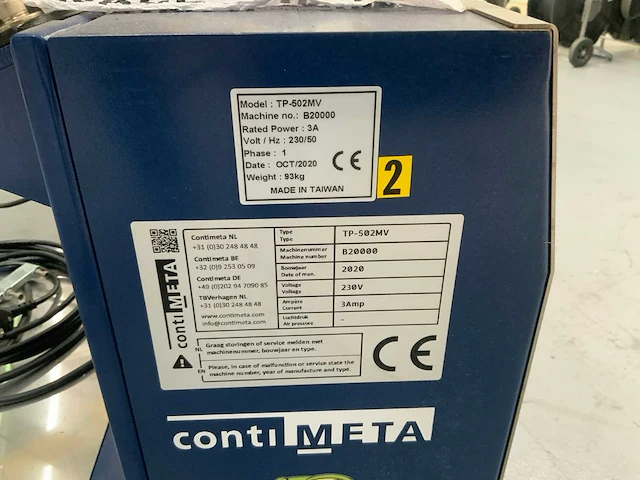 Model : TP-502MV
Machine no.: B20000
Rated Power : 3A
Volt / Hz : 230/50
Phase : 1
Date : OCT/2020
Weight : 93kg
CE
MADE IN TAIWAN
2
contiMETA
Contimeta NL
+31 (0)30 248 48 48
Contimeta BE
+32 (0)9 253 05 09
Contimeta DE
+49 (0)202 94 7090 85
TBVerhagen NL
+31 (0)30 248 48 48
www.contimeta.com
info@contimeta.com
Type
Type
TP-502MV
Machinenummer
Machine number
B20000
Bouwjaar
Date of man.
2020
Voltage
Voltage
230V
Ampère
Current
3Amp
Luchtdruk
Air pressure
-
NL
Graag storingen of service melden met
machinenummer, bouwjaar en type.
EN
Please, in case of malfunction or service state the
machine number, year of manufacture and type.
CE
contiMETA